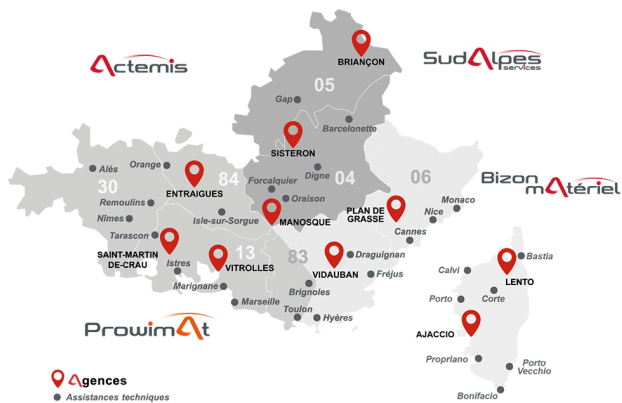 Actemis
SudAlpes
services
BRIANÇON
05
Gap
Barcelonette
SISTERON
Digne
04
Alès
Orange
30
ENTRAIGUES
84
Forcalquier
Oraison
06
Bizon
mAtériel
Remoulins
Nîmes
Isle-sur-Sorgue
MANOSQUE
PLAN DE
GRASSE
Monaco
Nice
Cannes
Tarascon
SAINT-MARTIN
DE-CRAU
Istres
13
VITROLLES
83
VIDAUBAN
Draguignan
Fréjus
Marignane
Marseille
Brignoles
Toulon
Hyères
Bastia
Calvi
LENTO
Porto
Corte
AJACCIO
Propriano
Porto
Vecchio
Bonifacio
ProwimAt
Agences
Assistances techniques